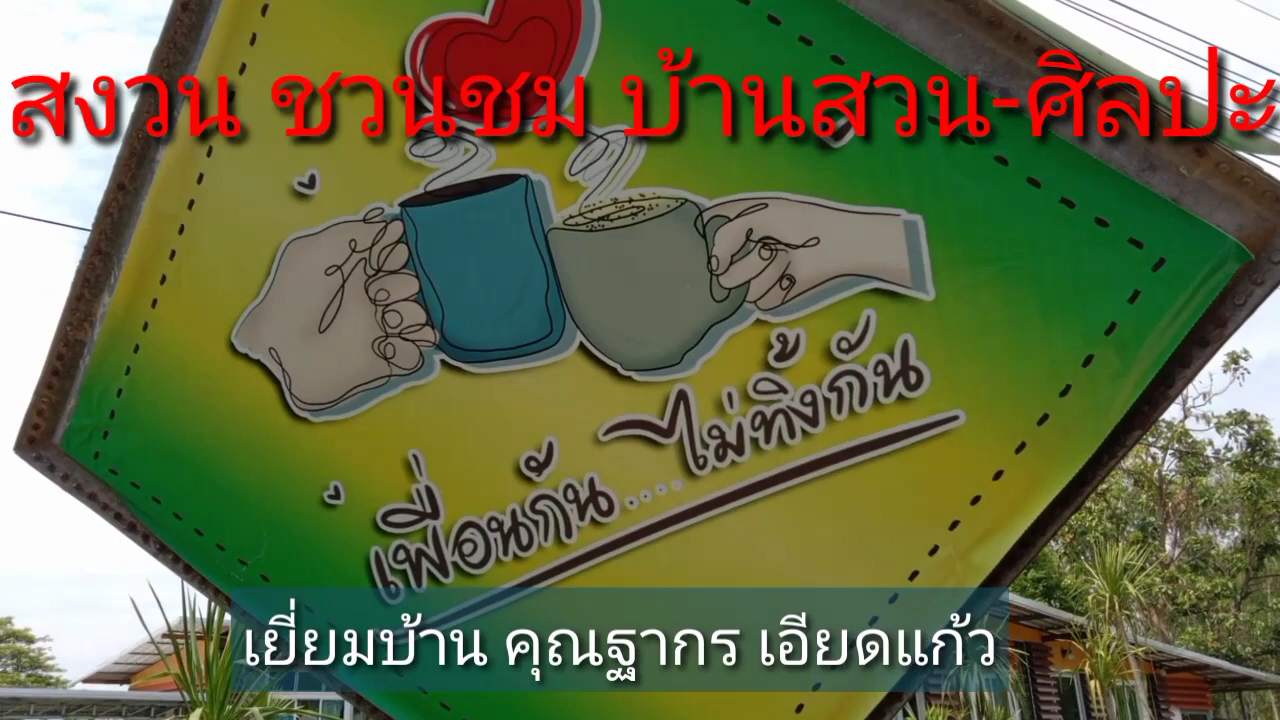 สงวน ชวนชม บ้านสวน-ศิลปะ
เพื่อนกัน....ไม่ทิ้งกัน
เยี่ยมบ้าน คุณฐากร เอียดแก้ว